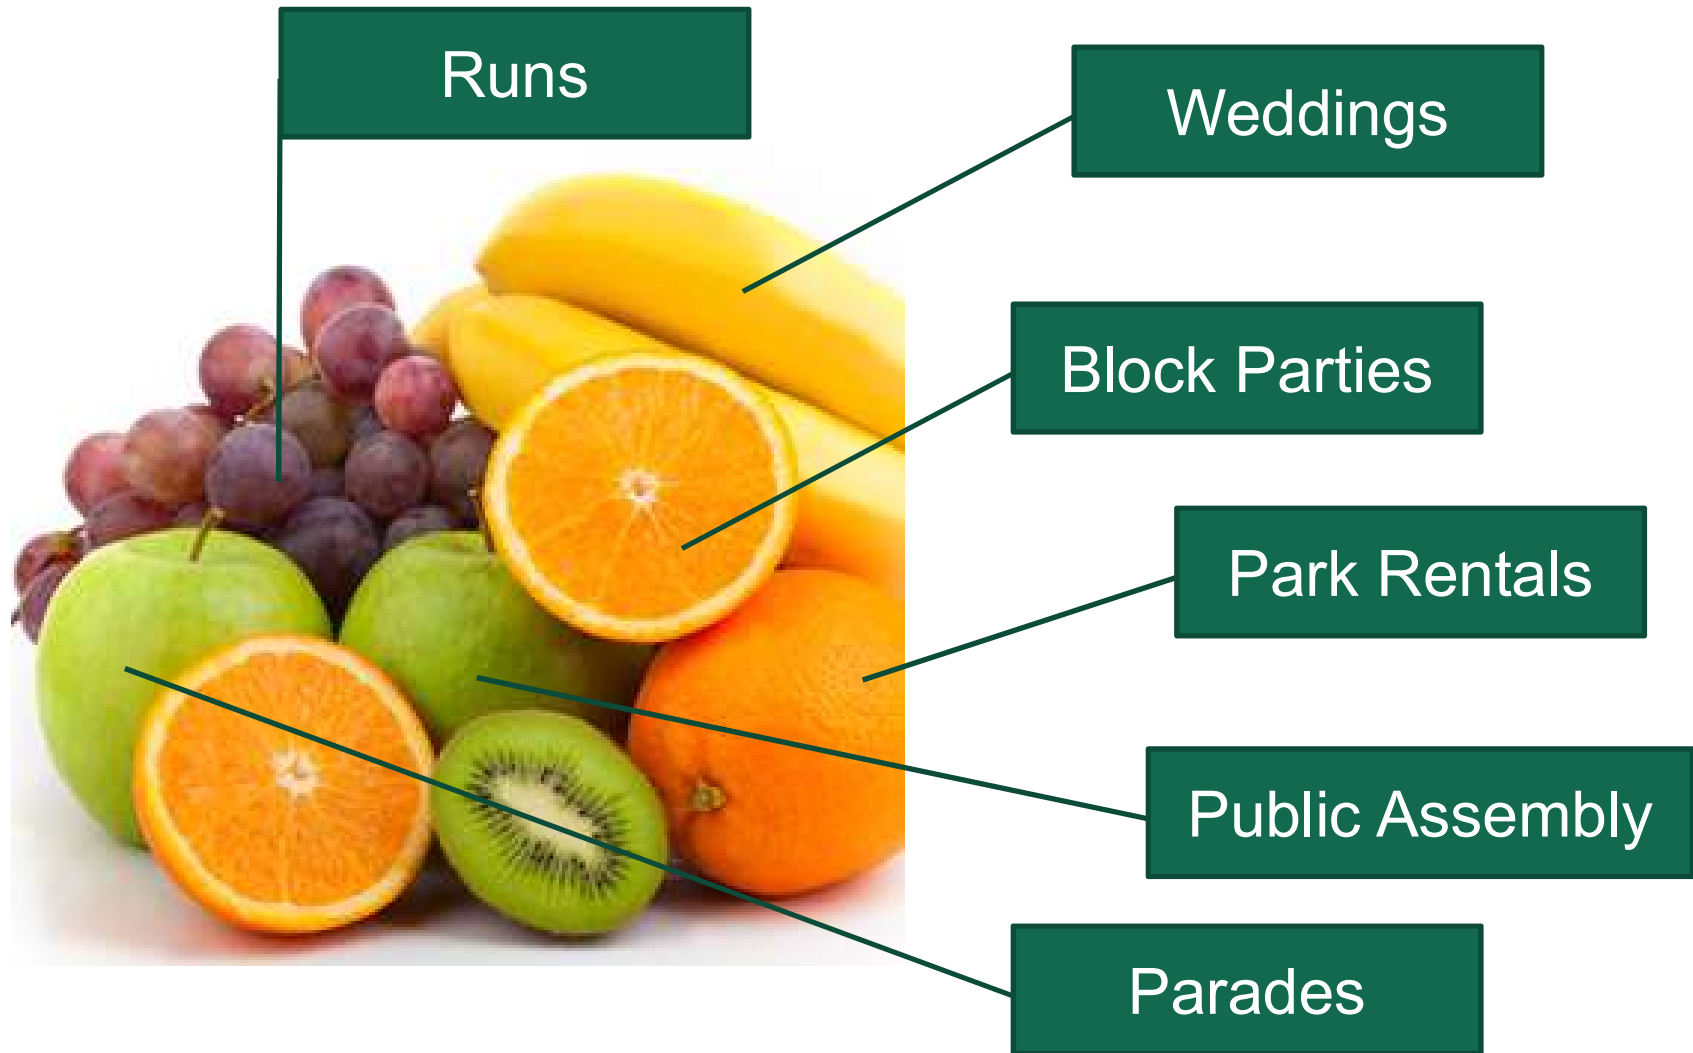 Runs
Weddings
Block Parties
Park Rentals
Public Assembly
Parades